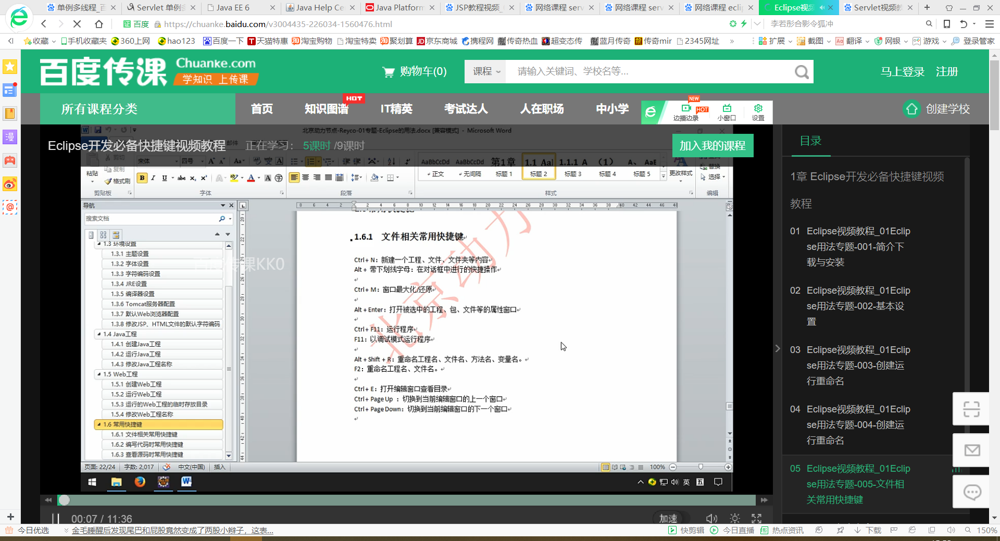 单例多线程_百
Servlet 单例多
Java EE 6
Java Help Ce
Java Platform
JSP教程视频_
网络课程 serv
网络课程 serv
网络课程 ecli
Eclipse视频
Servlet视频教
百度
https://chuanke.baidu.com/v3004435-226034-1560476.html
李若彤合影令狐冲
收藏
手机收藏夹
360上网
hao123
百度一下
天猫特惠
淘宝购物
淘宝特卖
聚划算
京东商城
携程网
传奇热血
超变态传
蓝月传奇
传奇mir
2345网址
扩展
截图
翻译
网银
游戏
登录管家
百度传课
Chuanke.com
学知识 上传课
购物车(0)
课程
请输入关键词、学校名等...
马上登录
注册
所有课程分类
首页
知识图谱
HOT
IT精英
考试达人
人在职场
中小学
NEW
边播边录
HOT
小窗口
设置
创建学校
北京动力节点-Reyco-01专题-Eclipse的用法.docx [兼容模式] - Microsoft Word
Eclipse开发必备快捷键视频教程
正在学习：
5课时 /9课时
加入我的课程
邮件
剪切
复制
格式刷
粘贴
剪贴板
宋体
四号
字体
段落
AaBbCcDd
正文
AaBbCcDd
无间隔
第1章
标题 1
1.1 Aal
标题 2
1.1.1 A
标题 3
（1）
标题 4
A、AaE
标题 5
更改样式
样式
替换
选择
编辑
导航
搜索文档
1.3 环境设置
1.3.1 主题设置
1.3.2 字体设置
1.3.3 字符编码设置
1.3.4 JRE设置
1.3.5 编译器设置
1.3.6 Tomcat服务器配置
1.3.7 默认Web浏览器配置
1.3.8 修改JSP、HTML文件的默认字符编码
1.4 Java工程
1.4.1 创建Java工程
1.4.2 运行Java工程
1.4.3 修改Java工程名称
1.5 Web工程
1.5.1 创建Web工程
1.5.2 运行Web工程
1.5.3 运行的Web工程的临时存放目录
1.5.4 修改Web工程名称
1.6 常用快捷键
1.6.1 文件相关常用快捷键
1.6.2 编写代码时常用快捷键
1.6.3 查看源码时常用快捷键
百度传课KK0
北京动力
1.6.1 文件相关常用快捷键
Ctrl + N：新建一个工程、文件、文件夹等内容
Alt + 带下划线字母：在对话框中进行的快捷操作
Ctrl + M：窗口最大化/还原
Alt + Enter：打开被选中的工程、包、文件等的属性窗口
Ctrl + F11：运行程序
F11：以调试模式运行程序
Alt + Shift + R：重命名工程名、文件名、方法名、变量名。
F2：重命名工程名、文件名。
Ctrl + E：打开编辑窗口查看目录
Ctrl + Page Up ：切换到当前编辑窗口的上一个窗口
Ctrl + Page Down：切换到当前编辑窗口的下一个窗口
页面: 22/24
字数: 2,017
中文(中国)
插入
100%
英
五
00:07 / 11:36
加速
目录
1章 Eclipse开发必备快捷键视频
教程
01 Eclipse视频教程_01Eclip
se用法专题-001-简介下
载与安装
02 Eclipse视频教程_01Eclip
se用法专题-002-基本设
置
03 Eclipse视频教程_01Eclip
se用法专题-003-创建运
行重命名
04 Eclipse视频教程_01Eclip
se用法专题-004-创建运
行重命名
05 Eclipse视频教程_01Eclip
se用法专题-005-文件相
关常用快捷键
今日优选
金毛睡醒后发现尾巴和屁股竟然变成了两股小辫子，这表...
快剪辑
今日直播
热点资讯
下载
150%